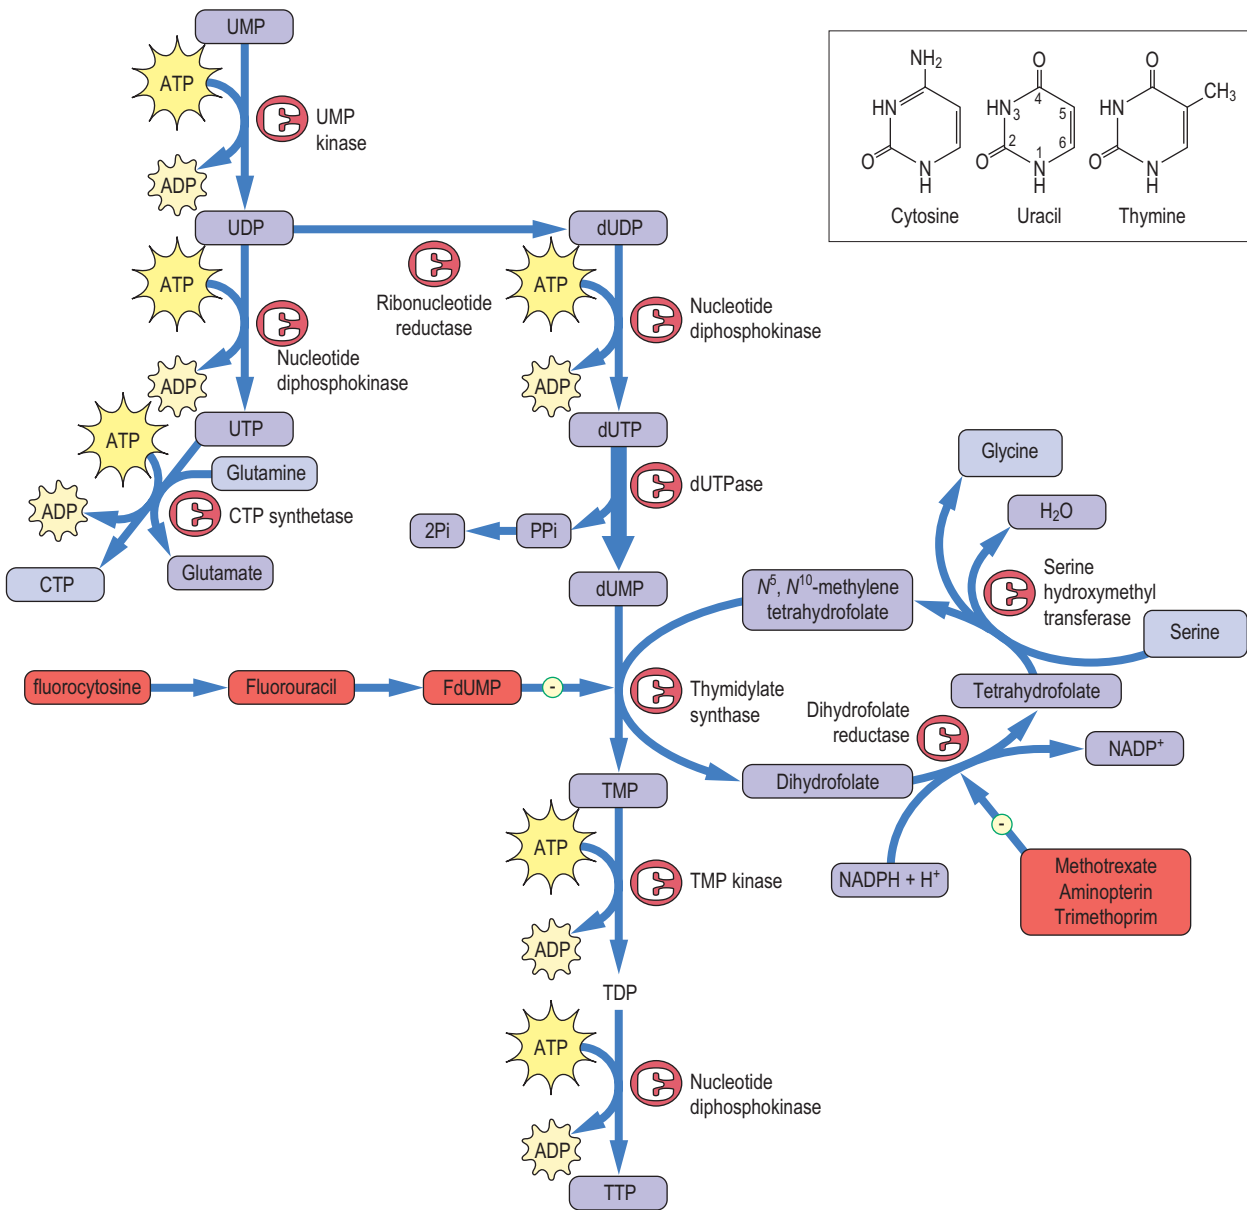 UMP
ATP
UMP
kinase
ADP
UDP
dUDP
ATP
Ribonucleotide
reductase
ATP
Nucleotide
diphosphokinase
Nucleotide
diphosphokinase
ADP
ADP
UTP
dUTP
ATP
Glutamine
ADP
CTP synthetase
CTP
Glutamate
dUTPase
2Pi
PPi
dUMP
N⁵, N¹⁰-methylene
tetrahydrofolate
Glycine
H₂O
Serine
hydroxymethyl
transferase
Serine
fluorocytosine
Fluorouracil
FdUMP
-
Thymidylate
synthase
Dihydrofolate
reductase
Tetrahydrofolate
NADP⁺
TMP
Dihydrofolate
-
NADPH + H⁺
Methotrexate
Aminopterin
Trimethoprim
ATP
TMP kinase
ADP
TDP
ATP
Nucleotide
diphosphokinase
ADP
TTP
NH₂
HN
O
N
H
Cytosine
O
4
HN3
5
2
6
O
1
N
H
Uracil
O
CH₃
HN
O
N
H
Thymine